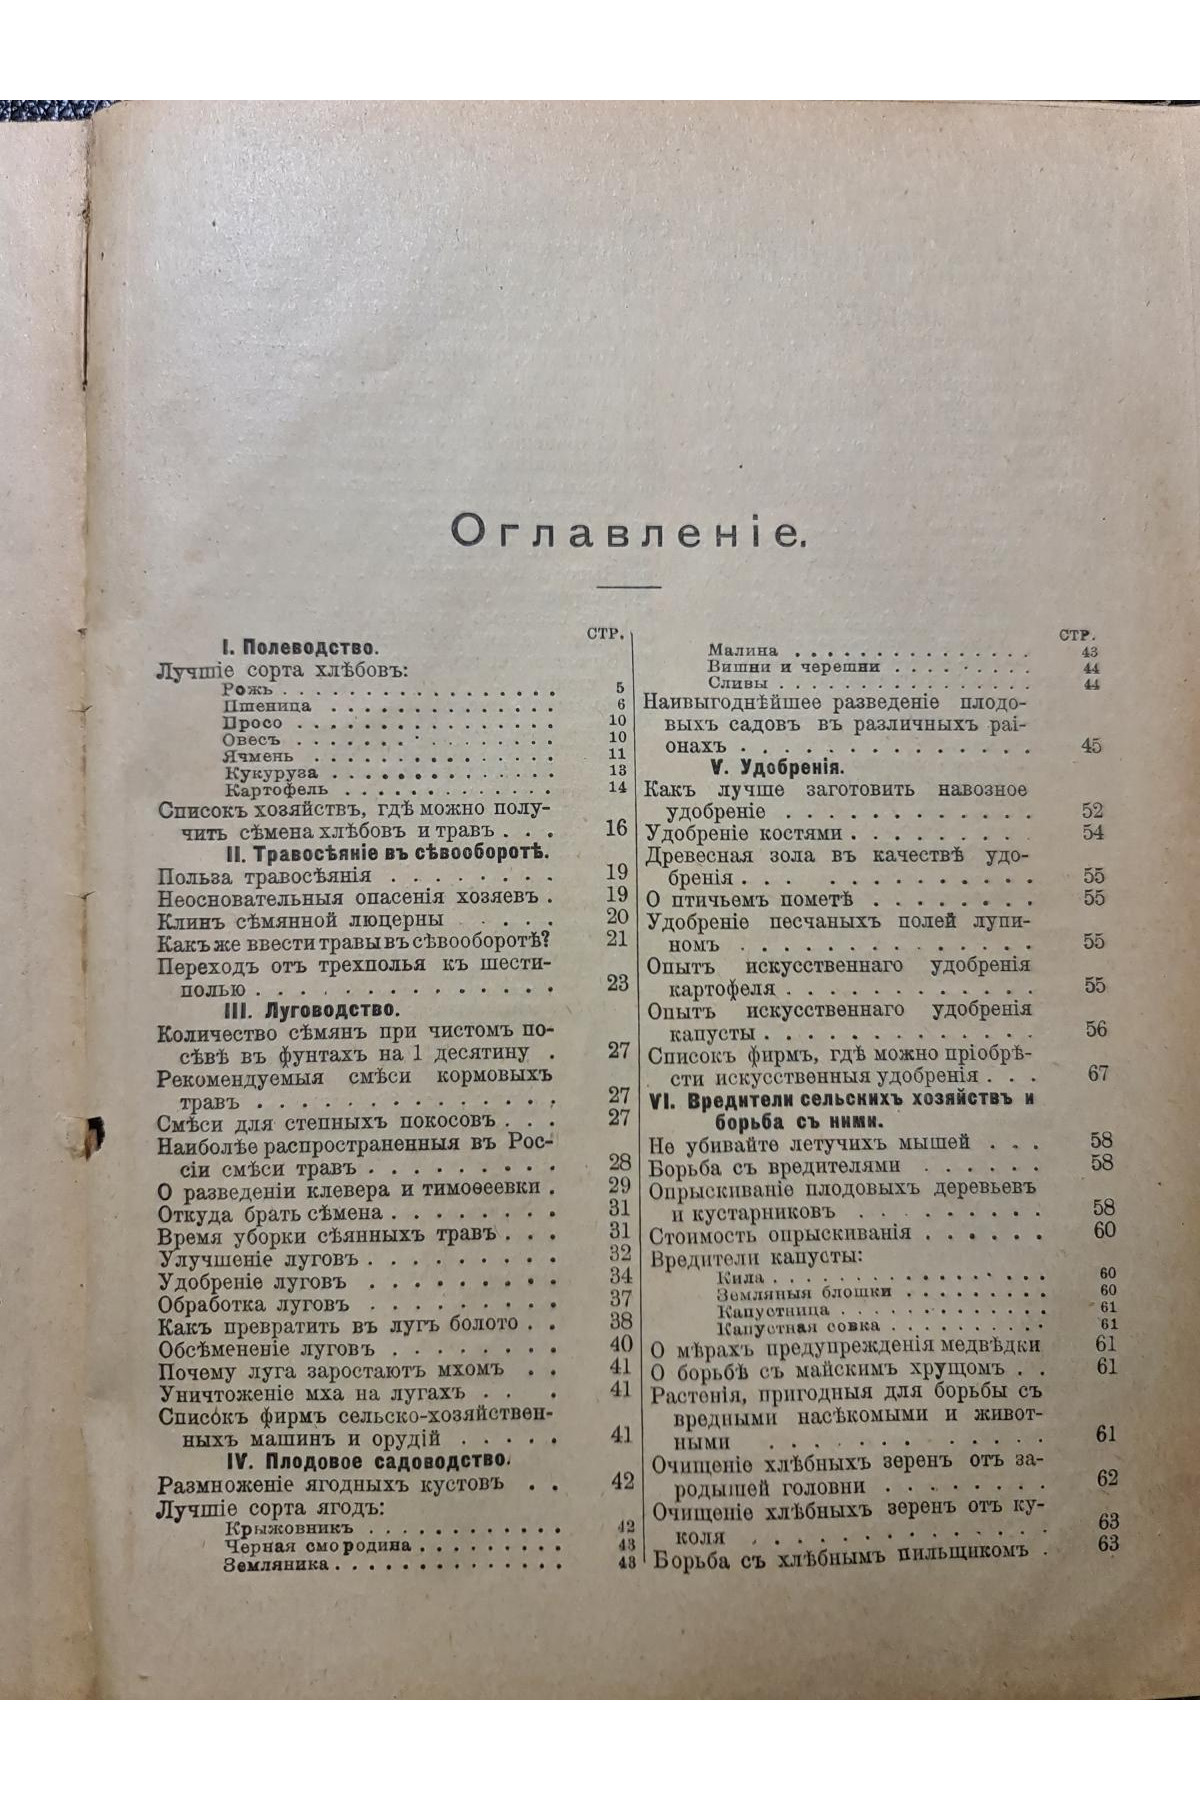 Оглавленіе.
СТР.
I. Полеводство.
Лучшіе сорта хлѣбовъ:
Рожь . . . . . . . . . . . . . . . . . 5
Пшеница . . . . . . . . . . . . . . 6
Просо . . . . . . . . . . . . . . . . 10
Овесъ . . . . . . . . . . . . . . . . 10
Ячмень . . . . . . . . . . . . . . . 11
Кукуруза . . . . . . . . . . . . . . 13
Картофель . . . . . . . . . . . . . 14
Списокъ хозяйствъ, гдѣ можно полу-
чить сѣмена хлѣбовъ и травъ . . . 16
II. Травосѣяніе въ сѣвооборотѣ.
Польза травосѣянія . . . . . . . . 19
Неосновательныя опасенія хозяевъ . 19
Клинъ сѣмянной люцерны . . . . 20
Какъ же ввести травы въ сѣвооборотѣ? 21
Переходъ отъ трехполья къ шести-
полью . . . . . . . . . . . . . . 23
III. Луговодство.
Количество сѣмянъ при чистомъ по-
сѣвѣ въ фунтахъ на 1 десятину . 27
Рекомендуемыя смѣси кормовыхъ
травъ . . . . . . . . . . . . . . 27
Смѣси для степныхъ покосовъ . . . 27
Наиболѣе распространенныя въ Рос-
сіи смѣси травъ . . . . . . . . . 28
О разведеніи клевера и тимоѳеевки . 29
Откуда брать сѣмена . . . . . . . . 31
Время уборки сѣянныхъ травъ . . . 31
Улучшеніе луговъ . . . . . . . . . 32
Удобреніе луговъ . . . . . . . . . 34
Обработка луговъ . . . . . . . . . 37
Какъ превратить въ лугъ болото . . 38
Обсѣмененіе луговъ . . . . . . . . 40
Почему луга заростаютъ мхомъ . . 41
Уничтоженіе мха на лугахъ . . . . 41
Списокъ фирмъ сельско-хозяйствен-
ныхъ машинъ и орудій . . . . . 41
IV. Плодовое садоводство.
Размноженіе ягодныхъ кустовъ . . 42
Лучшіе сорта ягодъ:
Крыжовникъ . . . . . . . . . . . . 42
Черная смородина . . . . . . . . . 43
Земляника . . . . . . . . . . . . . . 43
СТР.
Малина . . . . . . . . . . . . . . . 43
Вишни и черешни . . . . . . . . . 44
Сливы . . . . . . . . . . . . . . . . 44
Наивыгоднѣйшее разведеніе плодо-
выхъ садовъ въ различныхъ раі-
онахъ . . . . . . . . . . . . . . 45
V. Удобренія.
Какъ лучше заготовить навозное
удобреніе . . . . . . . . . . . . 52
Удобреніе костями . . . . . . . . . 54
Древесная зола въ качествѣ удо-
бренія . . . . . . . . . . . . . . 55
О птичьемъ пометѣ . . . . . . . . 55
Удобреніе песчаныхъ полей лупи-
номъ . . . . . . . . . . . . . . 55
Опытъ искусственнаго удобренія
картофеля . . . . . . . . . . . . 55
Опытъ искусственнаго удобренія
капусты . . . . . . . . . . . . . 56
Списокъ фирмъ, гдѣ можно пріобрѣ-
сти искусственныя удобренія . . . 67
VI. Вредители сельскихъ хозяйствъ и
борьба съ ними.
Не убивайте летучихъ мышей . . . 58
Борьба съ вредителями . . . . . . 58
Опрыскиваніе плодовыхъ деревьевъ
и кустарниковъ . . . . . . . . . 58
Стоимость опрыскиванія . . . . . . 60
Вредители капусты:
Кила . . . . . . . . . . . . . . . . . 60
Земляныя блошки . . . . . . . . . 60
Капустница . . . . . . . . . . . . . 61
Капустная совка . . . . . . . . . . 61
О мѣрахъ предупрежденія медвѣдки 61
О борьбѣ съ майскимъ хрущомъ . . 61
Растенія, пригодныя для борьбы съ
вредными насѣкомыми и живот-
ными . . . . . . . . . . . . . 61
Очищеніе хлѣбныхъ зеренъ отъ за-
родышей головни . . . . . . . . 62
Очищеніе хлѣбныхъ зеренъ отъ ку-
коля . . . . . . . . . . . . . . 63
Борьба съ хлѣбнымъ пильщикомъ . 63